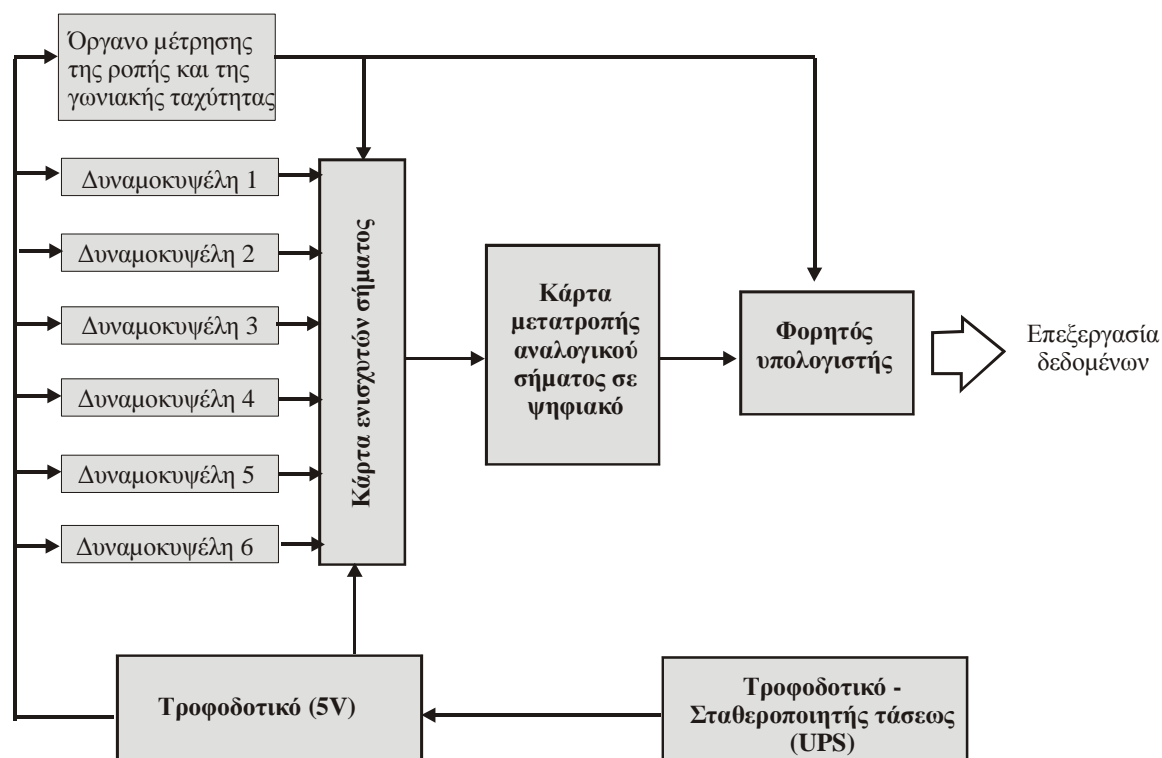 Όργανο μέτρησης
της ροπής και της
γωνιακής ταχύτητας
Δυναμοκυψέλη 1
Δυναμοκυψέλη 2
Δυναμοκυψέλη 3
Δυναμοκυψέλη 4
Δυναμοκυψέλη 5
Δυναμοκυψέλη 6
Κάρτα ενισχυτών σήματος
Κάρτα
μετατροπής
αναλογικού
σήματος σε
ψηφιακό
Φορητός
υπολογιστής
Επεξεργασία
δεδομένων
Τροφοδοτικό (5V)
Τροφοδοτικό -
Σταθεροποιητής τάσεως
(UPS)